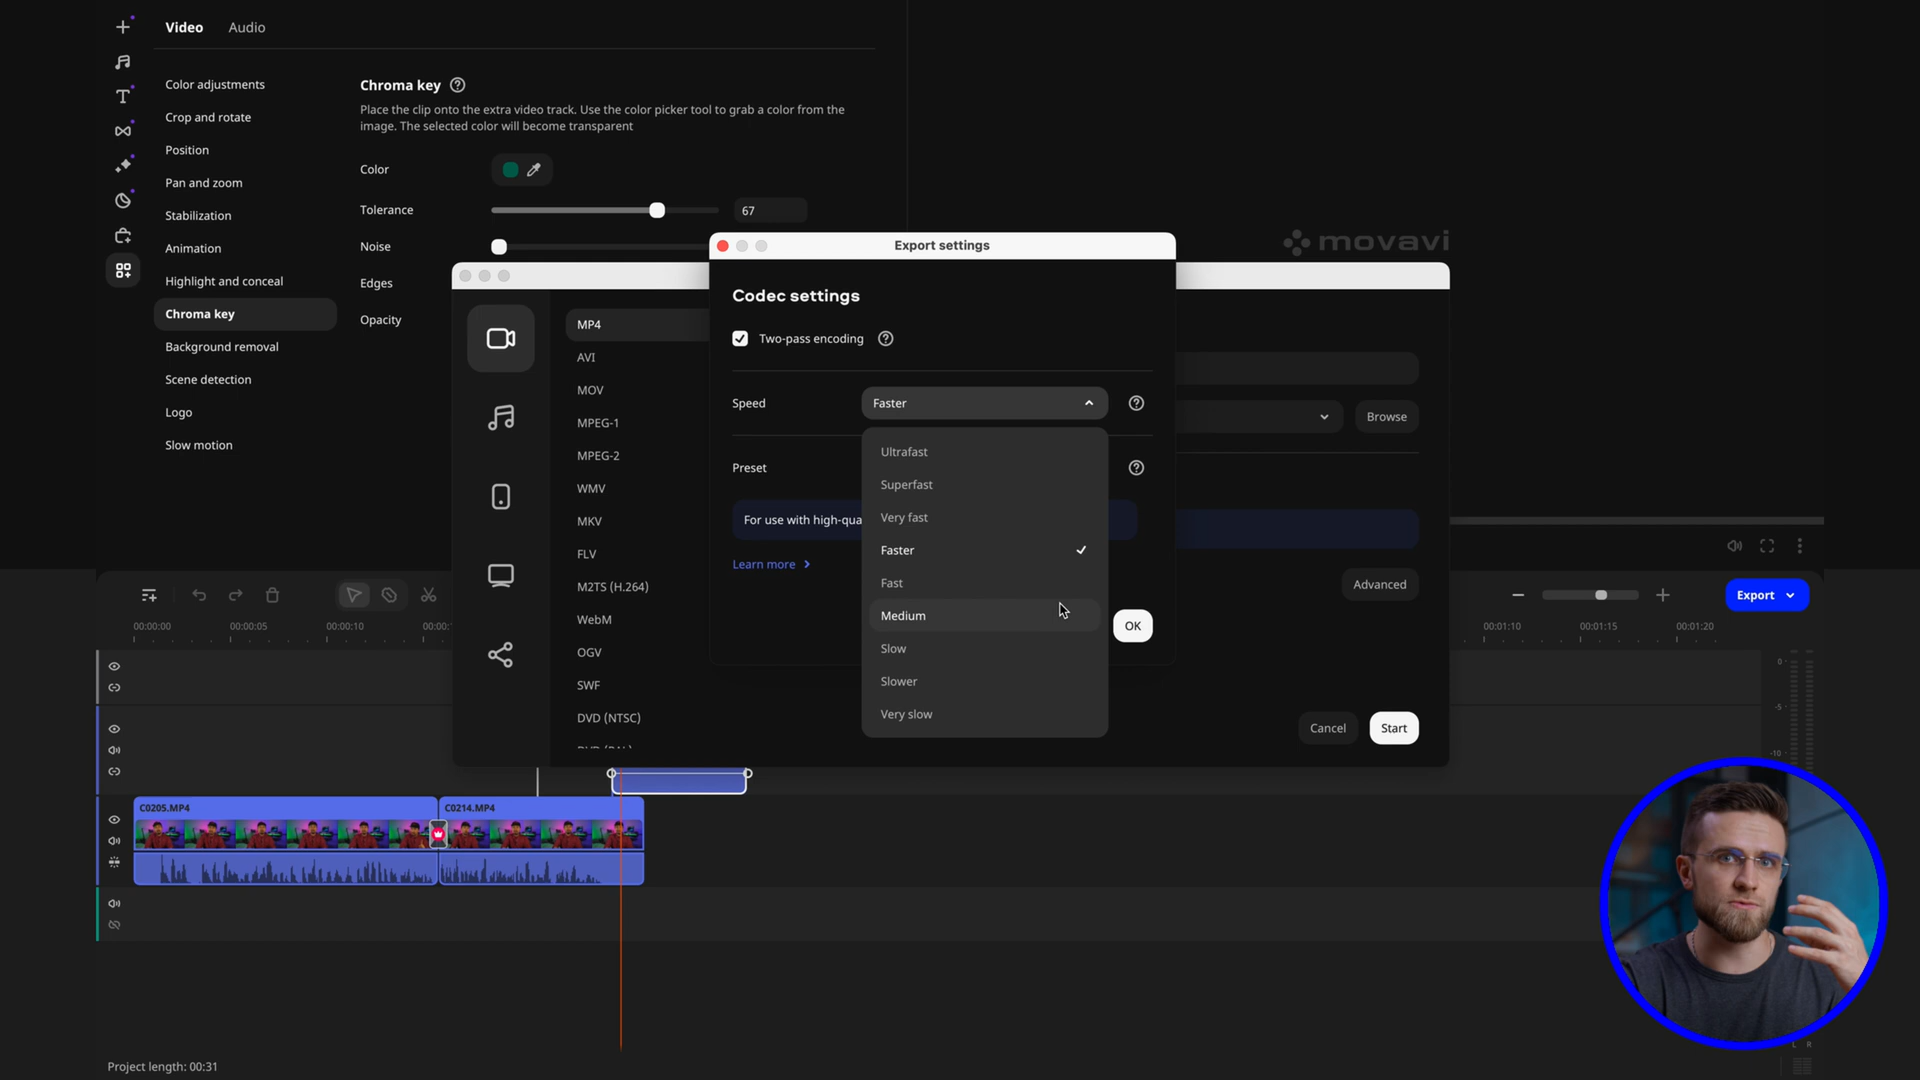 Video Audio
Color adjustments
Crop and rotate
Position
Pan and zoom
Stabilization
Animation
Highlight and conceal
Chroma key
Background removal
Scene detection
Logo
Slow motion
Chroma key
Place the clip onto the extra video track. Use the color picker tool to grab a color from the
image. The selected color will become transparent
Color
Tolerance 67
Noise
Edges
Opacity
movavi
Export settings
Codec settings
Two-pass encoding
Speed Faster
Preset
For use with high-qua
Learn more
Ultrafast
Superfast
Very fast
Faster
Fast
Medium
Slow
Slower
Very slow
OK
MP4
AVI
MOV
MPEG-1
MPEG-2
WMV
MKV
FLV
M2TS (H.264)
WebM
OGV
SWF
DVD (NTSC)
Browse
Advanced
Cancel Start
Export
00:00:00 00:00:05 00:00:10 00:00:1 00:01:10 00:01:15 00:01:20
0
-5
-10
C0205.MP4 C0214.MP4
L R
Project length: 00:31